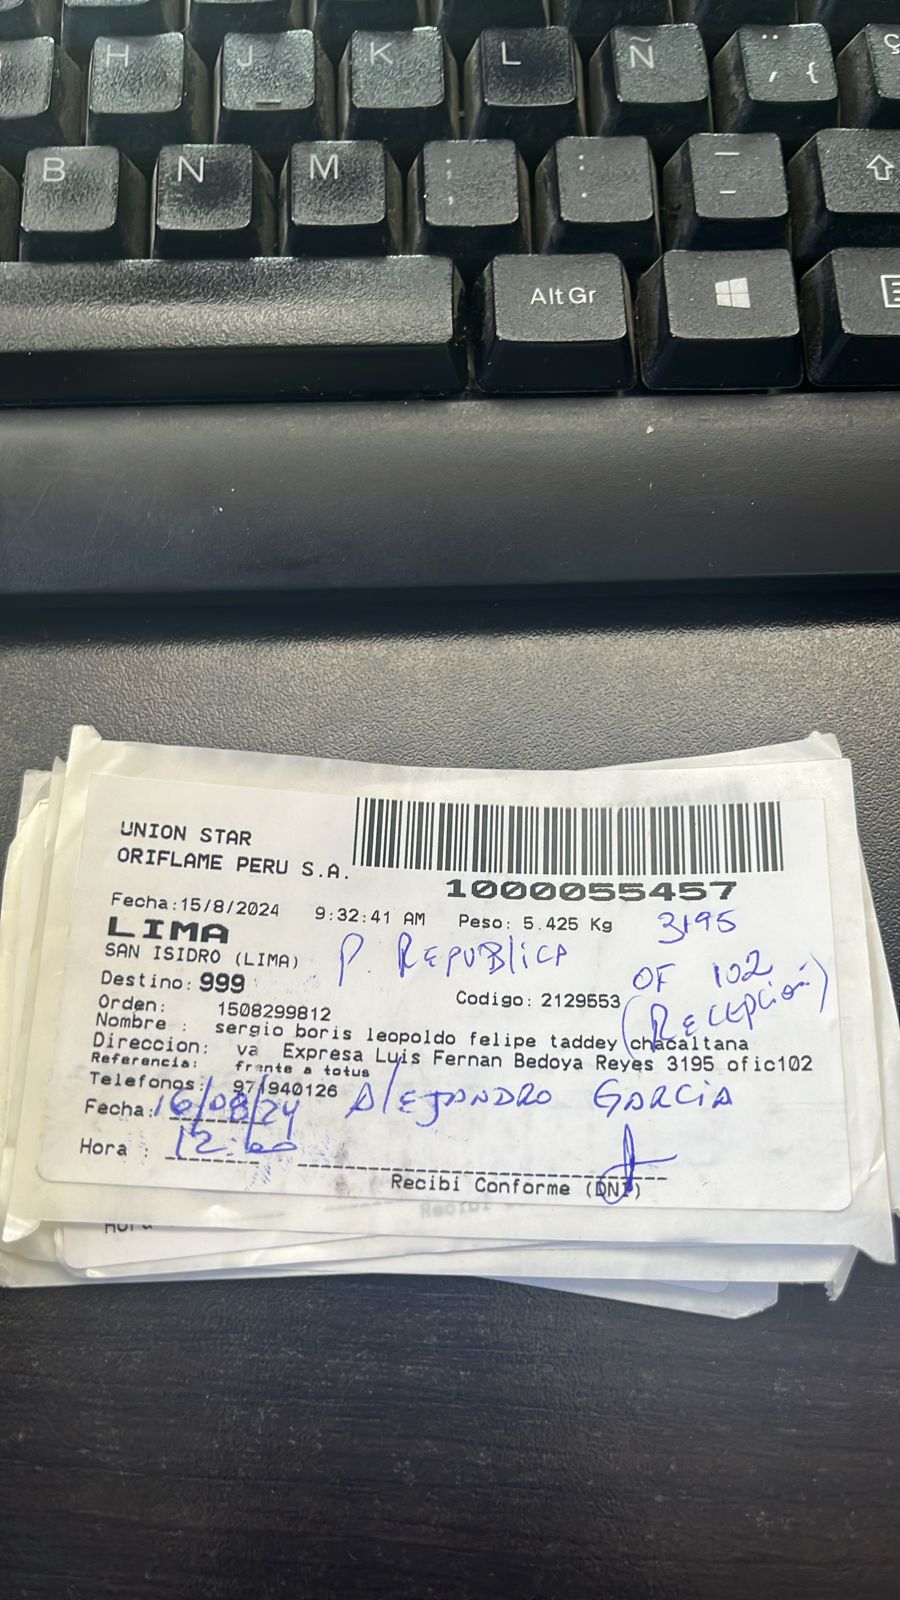 H J K L Ñ ¨ ´ { Ç
B N M ; , : . _ -
Alt Gr
UNION STAR
ORIFLAME PERU S.A.
1000055457
Fecha:15/8/2024 9:32:41 AM Peso: 5.425 Kg 3195
LIMA
SAN ISIDRO (LIMA) P. REPUBLICA OF 102
Destino: 999 Codigo: 2129553 (RECEPCIÓN)
Orden: 1508299812
Nombre : sergio boris leopoldo felipe taddey chacaltana
Direccion: va Expresa Luis Fernan Bedoya Reyes 3195 ofic102
Referencia: frente a totus
Telefonos: 971940126
Fecha: 16/08/24 ALEJANDRO GARCIA
Hora : 12:00
Recibi Conforme (DNI)
Hora